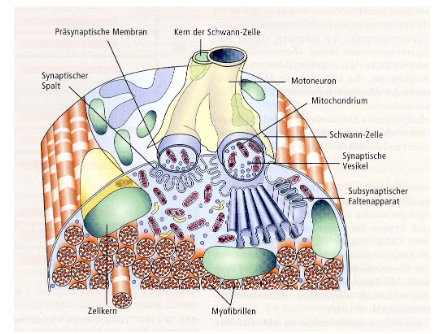 Präsynaptische Membran
Kern der Schwann-Zelle
Synaptischer
Spalt
Motoneuron
Mitochondrium
Schwann-Zelle
Synaptische
Vesikel
Subsynaptischer
Faltenapparat
Zellkern
Myofibrillen